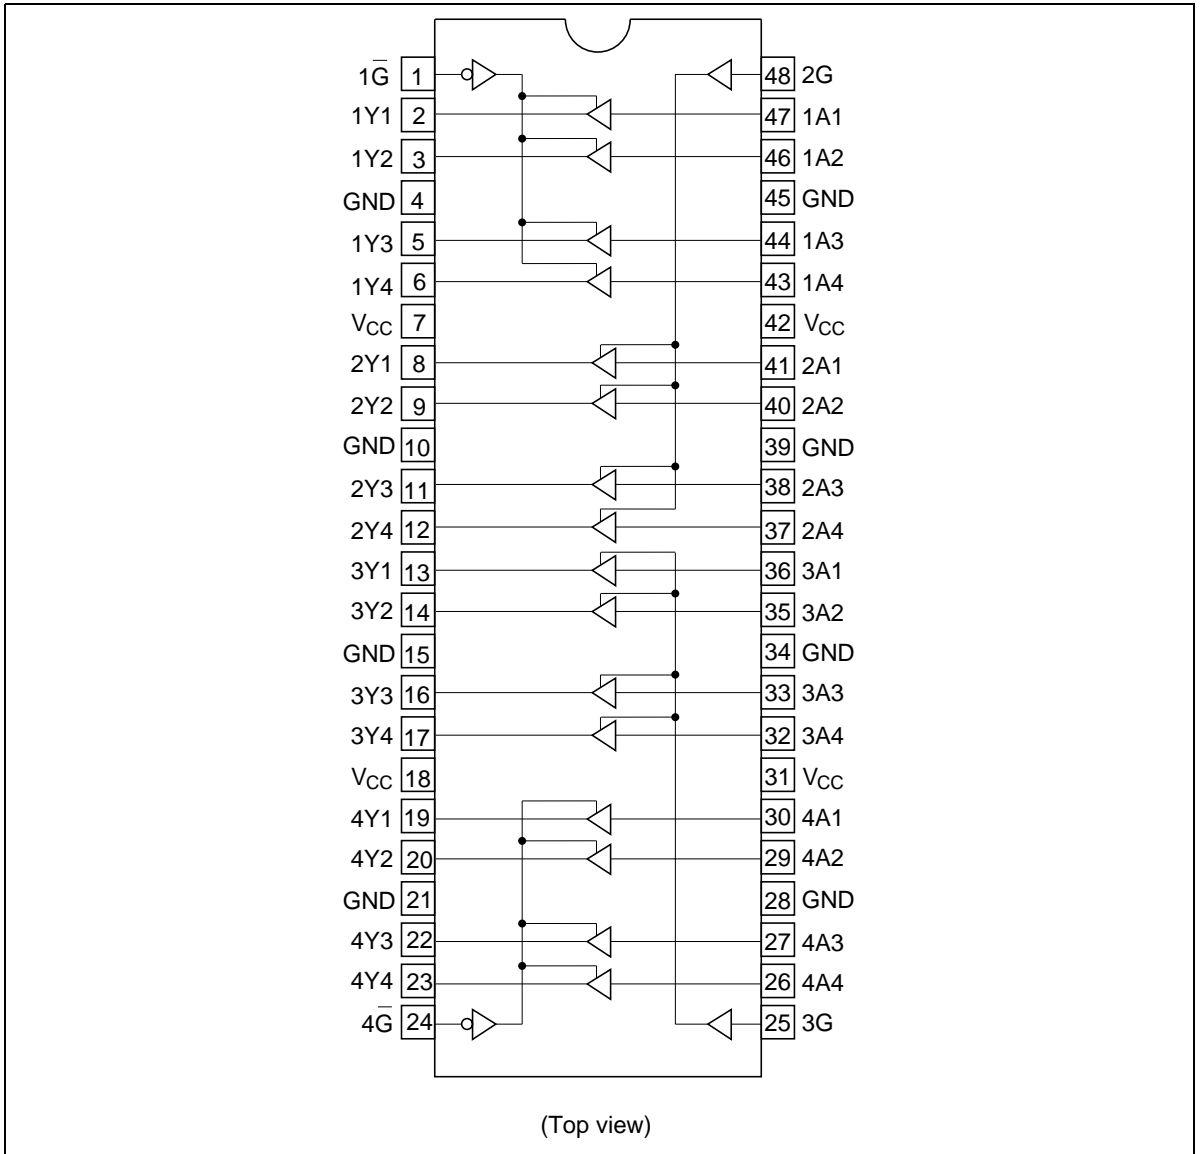 1G̅ 1 48 2G
1Y1 2 47 1A1
1Y2 3 46 1A2
GND 4 45 GND
1Y3 5 44 1A3
1Y4 6 43 1A4
VCC 7 42 VCC
2Y1 8 41 2A1
2Y2 9 40 2A2
GND 10 39 GND
2Y3 11 38 2A3
2Y4 12 37 2A4
3Y1 13 36 3A1
3Y2 14 35 3A2
GND 15 34 GND
3Y3 16 33 3A3
3Y4 17 32 3A4
VCC 18 31 VCC
4Y1 19 30 4A1
4Y2 20 29 4A2
GND 21 28 GND
4Y3 22 27 4A3
4Y4 23 26 4A4
4G̅ 24 25 3G
(Top view)